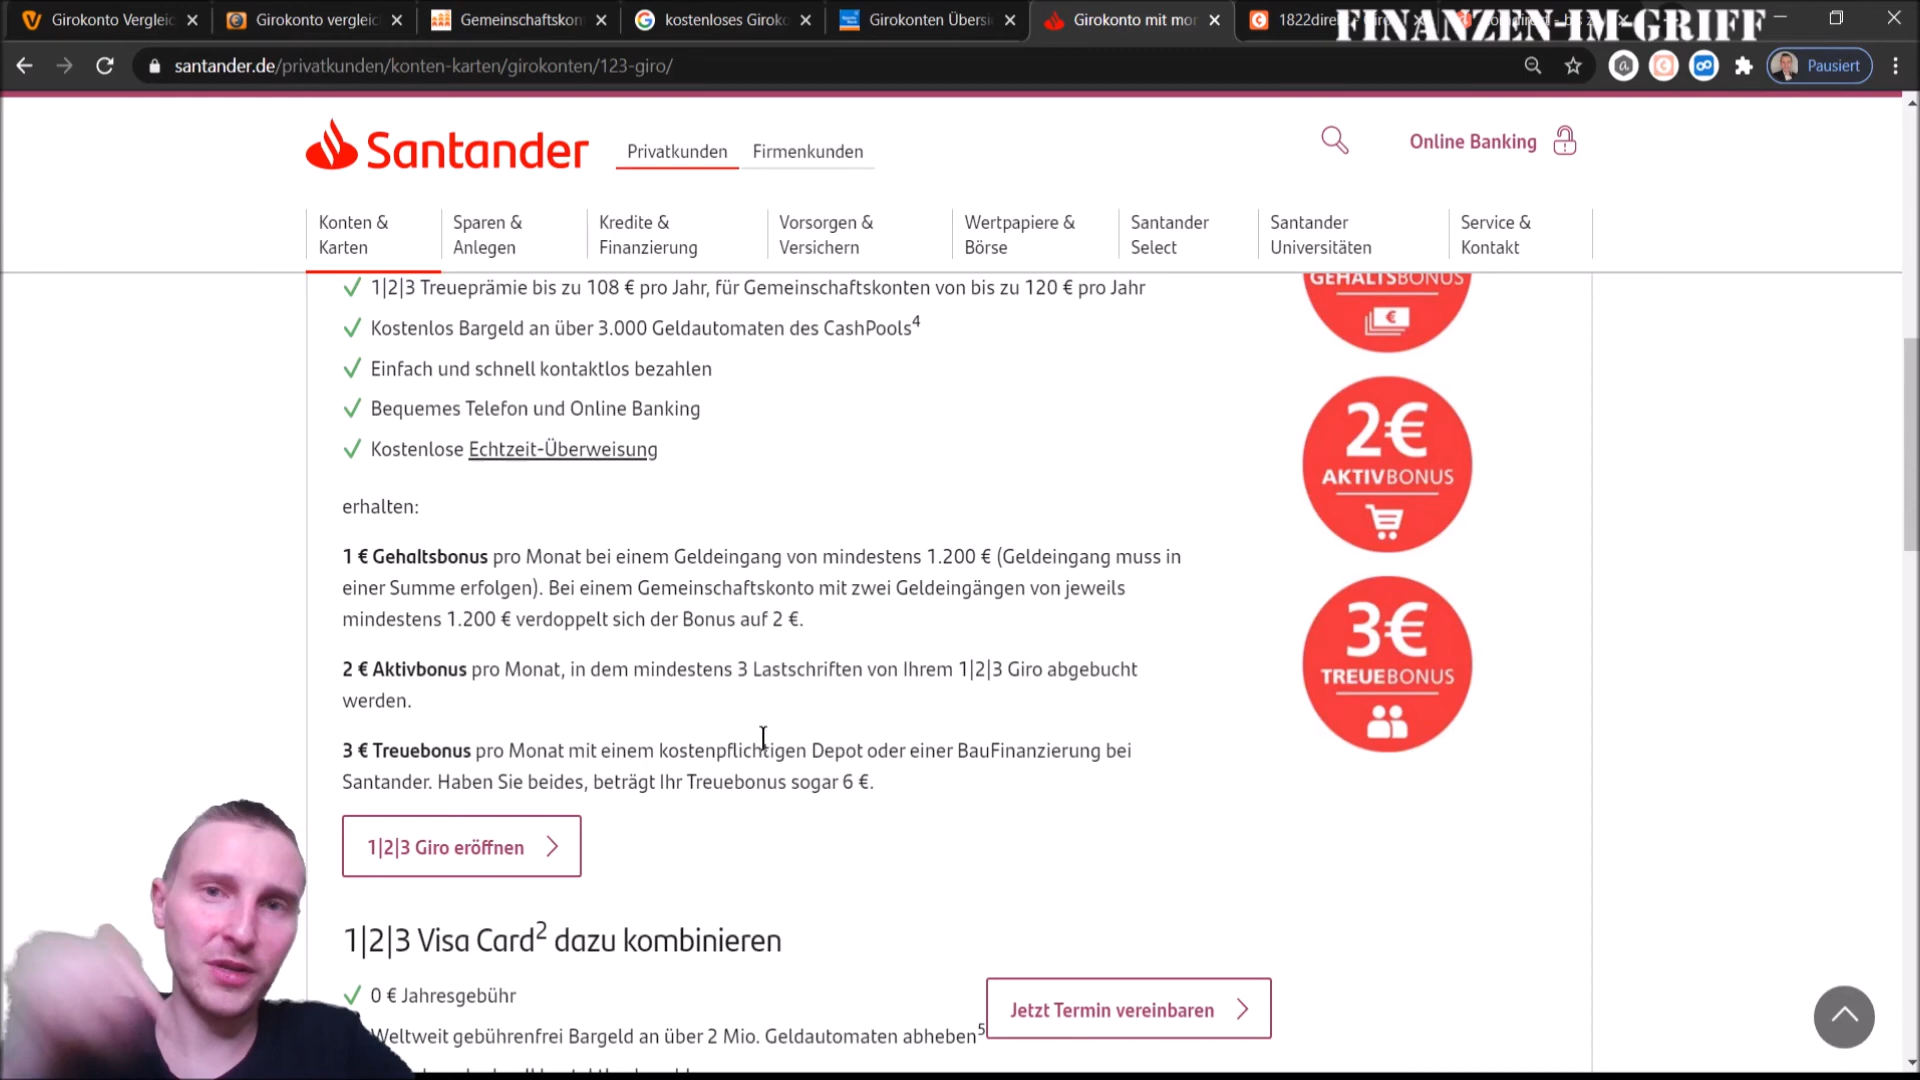 Girokonto Vergleic
Girokonto vergleic
Gemeinschaftskon
kostenloses Giroko
Girokonten Übersi
Girokonto mit mor
1822dire
FINANZEN-IM-GRIFF
santander.de/privatkunden/konten-karten/girokonten/123-giro/
Pausiert
Santander
Privatkunden
Firmenkunden
Online Banking
Konten &
Karten
Sparen &
Anlegen
Kredite &
Finanzierung
Vorsorgen &
Versichern
Wertpapiere &
Börse
Santander
Select
Santander
Universitäten
Service &
Kontakt
1|2|3 Treueprämie bis zu 108 € pro Jahr, für Gemeinschaftskonten von bis zu 120 € pro Jahr
Kostenlos Bargeld an über 3.000 Geldautomaten des CashPools4
Einfach und schnell kontaktlos bezahlen
Bequemes Telefon und Online Banking
Kostenlose Echtzeit-Überweisung
erhalten:
1 € Gehaltsbonus pro Monat bei einem Geldeingang von mindestens 1.200 € (Geldeingang muss in
einer Summe erfolgen). Bei einem Gemeinschaftskonto mit zwei Geldeingängen von jeweils
mindestens 1.200 € verdoppelt sich der Bonus auf 2 €.
2 € Aktivbonus pro Monat, in dem mindestens 3 Lastschriften von Ihrem 1|2|3 Giro abgebucht
werden.
3 € Treuebonus pro Monat mit einem kostenpflichtigen Depot oder einer BauFinanzierung bei
Santander. Haben Sie beides, beträgt Ihr Treuebonus sogar 6 €.
1|2|3 Giro eröffnen
GEHALTSBONUS
€
2€
AKTIVBONUS
3€
TREUEBONUS
1|2|3 Visa Card2 dazu kombinieren
0 € Jahresgebühr
Weltweit gebührenfrei Bargeld an über 2 Mio. Geldautomaten abheben5
Jetzt Termin vereinbaren